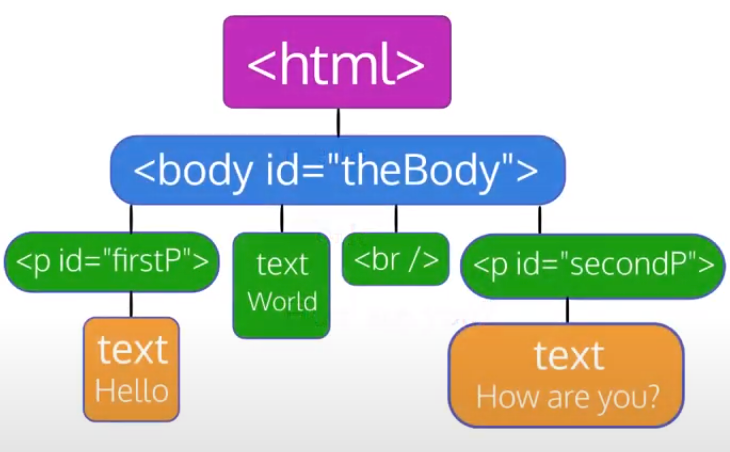 <html>
<body id="theBody">
<p id="firstP">
text
World
<br />
<p id="secondP">
text
Hello
text
How are you?